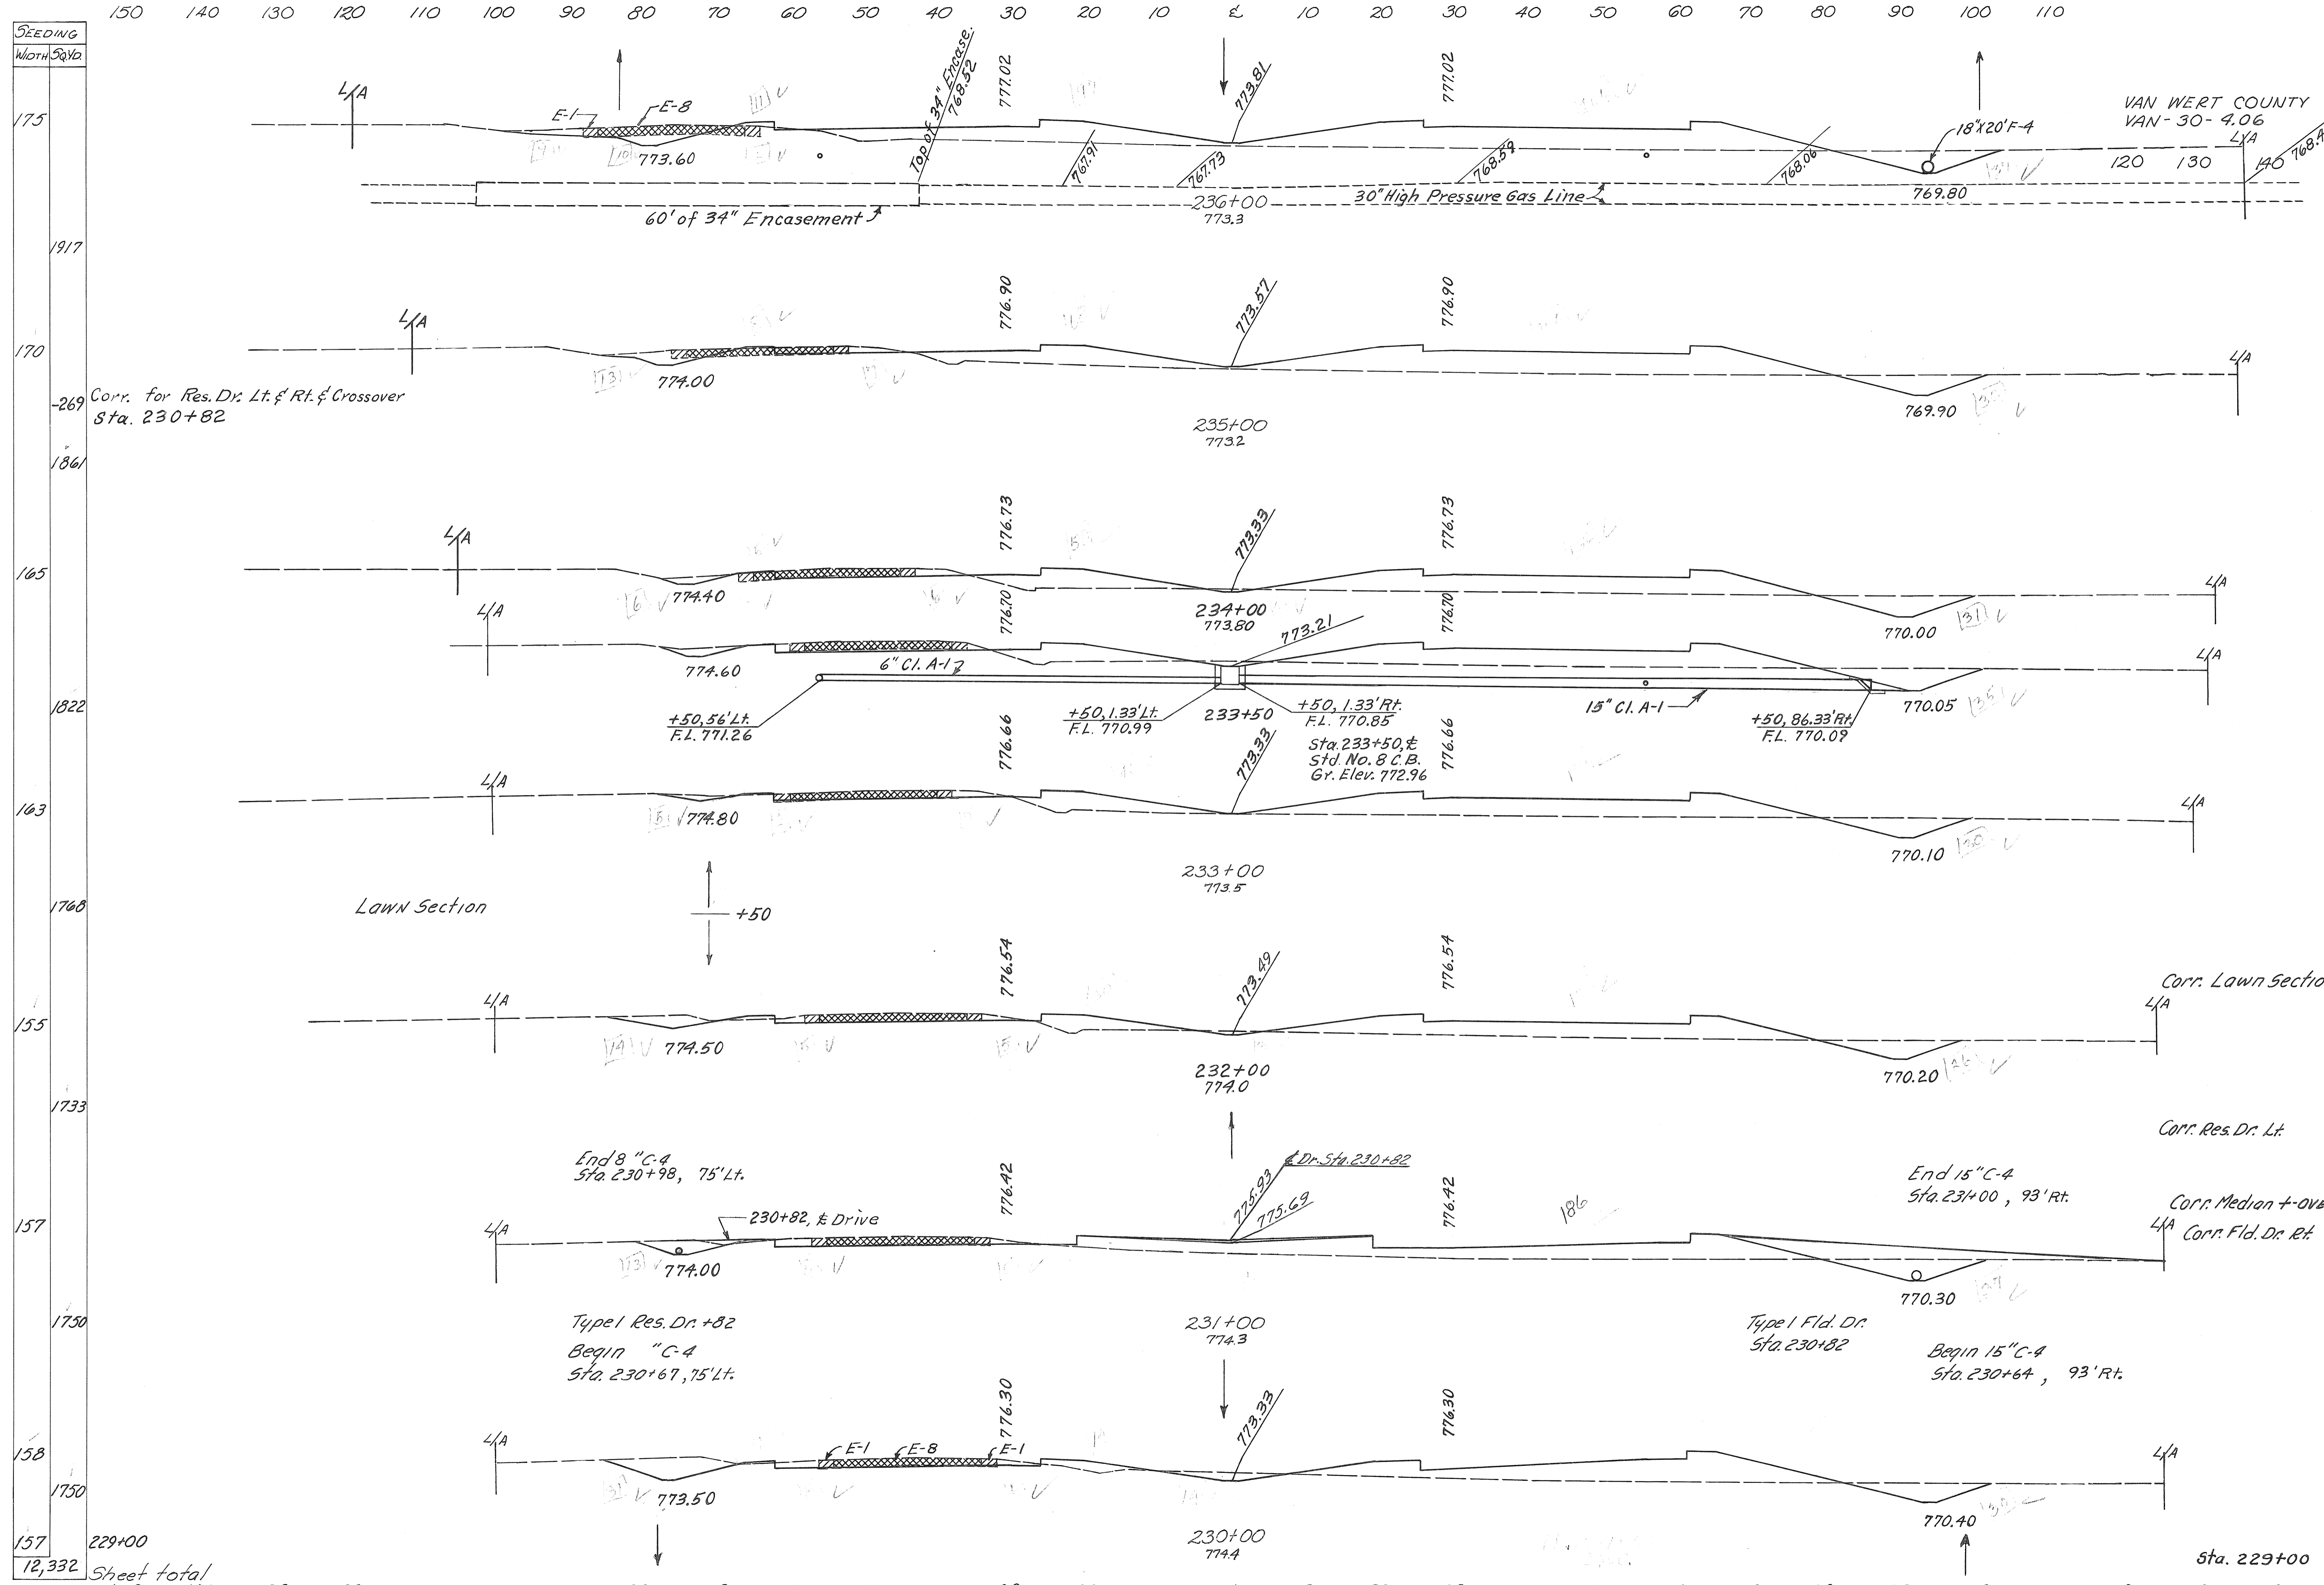 150 140 130 120 110 100 90 80 70 60 50 40 30 20 10 ℄ 10 20 30 40 50 60 70 80 90 100 110
SEEDING
WIDTH SQ.YD.
VAN WERT COUNTY
VAN-30-4.06
120 130 140
175
L/A
E-1
E-8
773.60
Top of 34" Encase.
768.52
777.02
767.91
767.73
773.81
777.02
768.59
768.06
18"X20' F-4
L/A
769.80
60' of 34" Encasement
236+00
773.3
30" High Pressure Gas Line
1917
170
L/A
774.00
776.90
773.57
776.90
L/A
769.90
235+00
773.2
-269
Corr. for Res. Dr. Lt. & Rt. & Crossover
Sta. 230+82
1861
165
L/A
774.40
776.73
773.33
776.73
L/A
770.00
234+00
773.80
L/A
774.60
776.70
773.21
776.70
L/A
770.05
6" Cl. A-1
15" Cl. A-1
+50, 56' Lt.
F.L. 771.26
+50, 1.33' Lt.
F.L. 770.99
233+50
+50, 1.33' Rt.
F.L. 770.85
+50, 86.33' Rt.
F.L. 770.09
Sta. 233+50, ℄
Std. No. 8 C.B.
Gr. Elev. 772.96
1822
163
L/A
774.80
776.66
773.33
776.66
L/A
770.10
233+00
773.5
1768
Lawn Section
+50
155
L/A
774.50
776.54
773.49
776.54
Corr. Lawn Sectio
L/A
770.20
232+00
774.0
1733
Corr. Res. Dr. Lt.
End 8 "C-4
Sta. 230+98, 75' Lt.
End 15" C-4
Sta. 231+00, 93' Rt.
157
L/A
230+82, ℄ Drive
774.00
776.42
775.93
℄ Dr. Sta. 230+82
775.69
776.42
186
Corr. Median
L/A
Corr. Fld. Dr. Rt.
770.30
231+00
774.3
1750
Type 1 Res. Dr. +82
Begin "C-4
Sta. 230+67, 75' Lt.
Type 1 Fld. Dr.
Sta. 230+82
Begin 15" C-4
Sta. 230+64, 93' Rt.
158
L/A
E-1
E-8
E-1
773.50
776.30
773.33
776.30
L/A
770.40
230+00
774.4
1750
157
229+00
Sta. 229+00
12,332
Sheet total